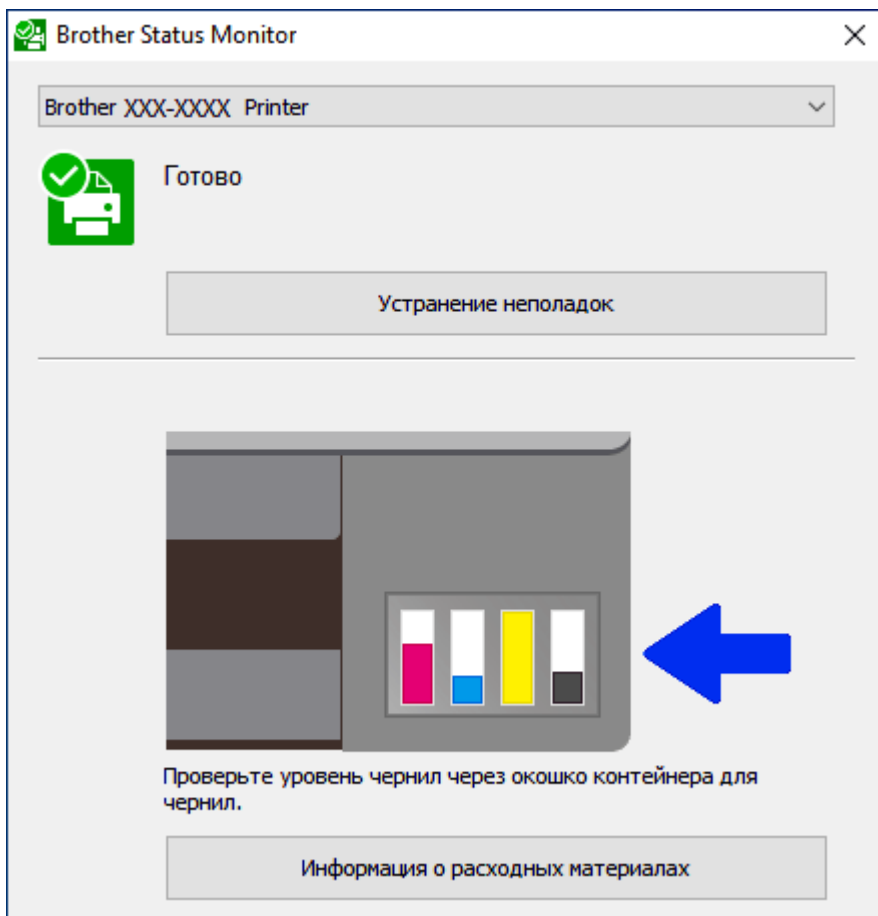 Brother Status Monitor
Brother XXX-XXXX Printer
Готово
Устранение неполадок
Проверьте уровень чернил через окошко контейнера для
чернил.
Информация о расходных материалах